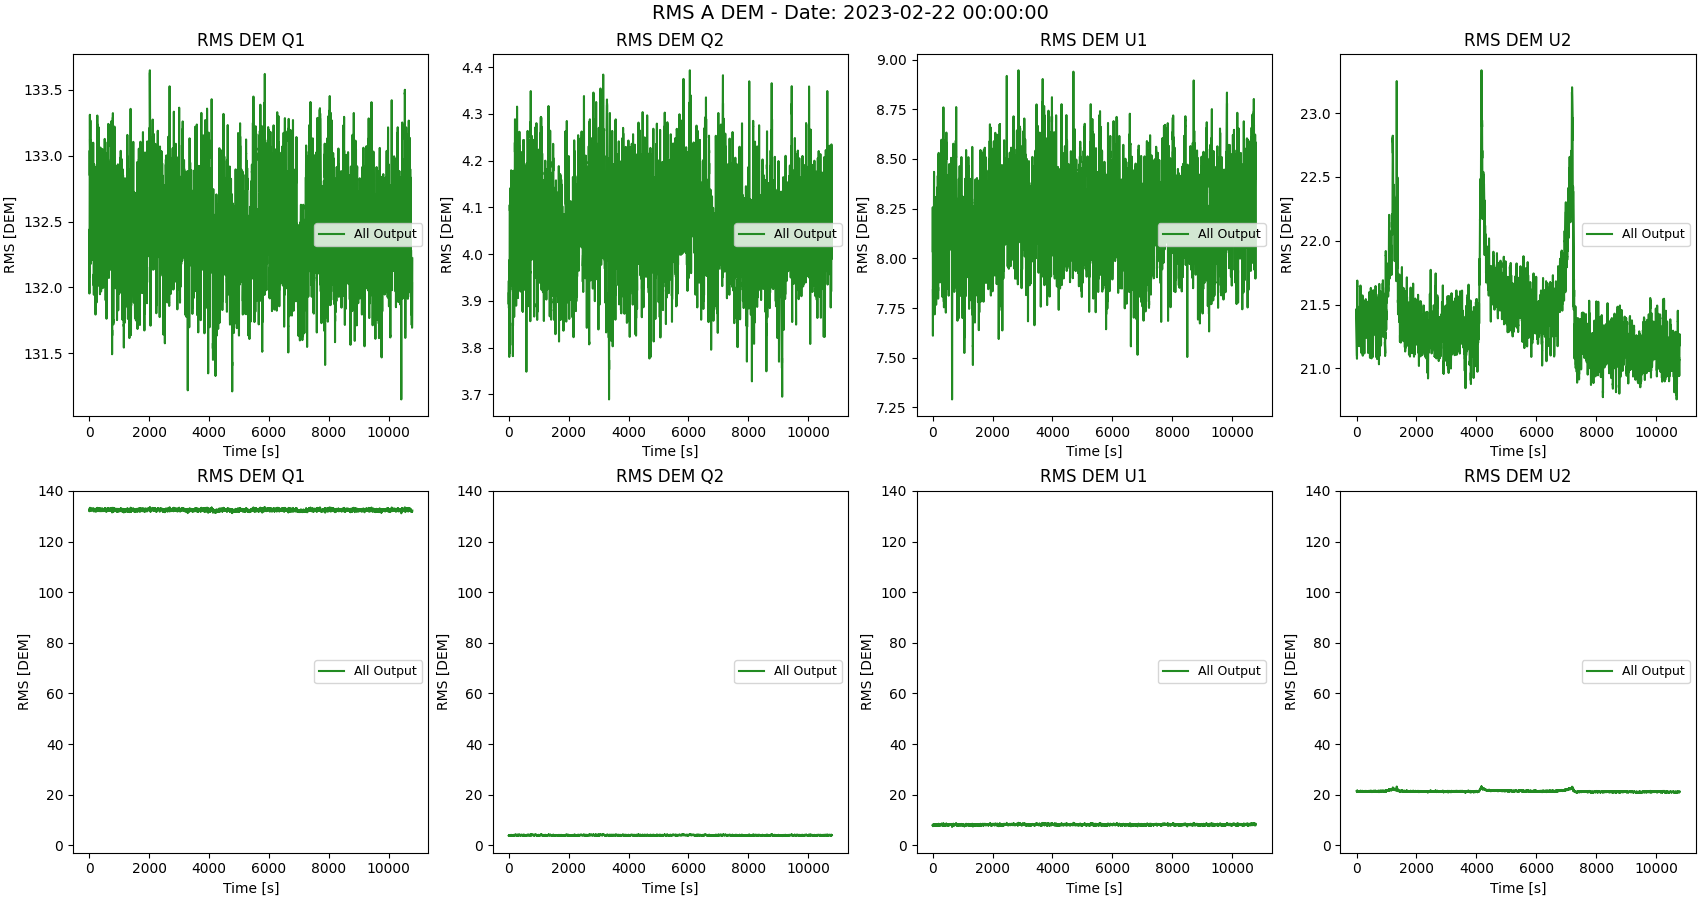 RMS A DEM - Date: 2023-02-22 00:00:00
RMS DEM Q1
RMS [DEM]
133.5
133.0
132.5
132.0
131.5
All Output
0 2000 4000 6000 8000 10000
Time [s]
RMS DEM Q2
RMS [DEM]
4.4
4.3
4.2
4.1
4.0
3.9
3.8
3.7
All Output
0 2000 4000 6000 8000 10000
Time [s]
RMS DEM U1
RMS [DEM]
9.00
8.75
8.50
8.25
8.00
7.75
7.50
7.25
All Output
0 2000 4000 6000 8000 10000
Time [s]
RMS DEM U2
RMS [DEM]
23.0
22.5
22.0
21.5
21.0
All Output
0 2000 4000 6000 8000 10000
Time [s]
RMS DEM Q1
RMS [DEM]
140
120
100
80
60
40
20
0
All Output
0 2000 4000 6000 8000 10000
Time [s]
RMS DEM Q2
RMS [DEM]
140
120
100
80
60
40
20
0
All Output
0 2000 4000 6000 8000 10000
Time [s]
RMS DEM U1
RMS [DEM]
140
120
100
80
60
40
20
0
All Output
0 2000 4000 6000 8000 10000
Time [s]
RMS DEM U2
RMS [DEM]
140
120
100
80
60
40
20
0
All Output
0 2000 4000 6000 8000 10000
Time [s]